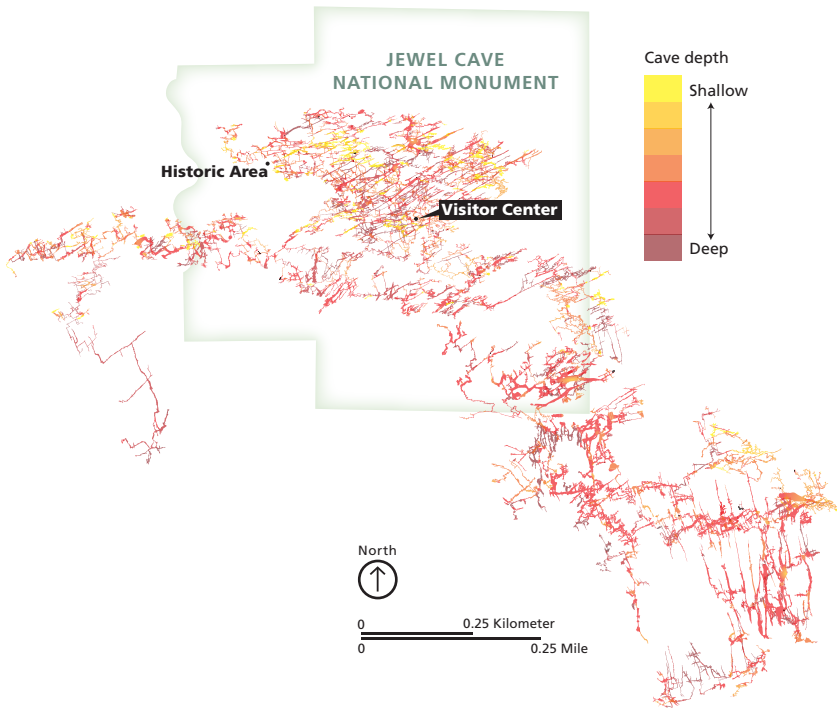 JEWEL CAVE
NATIONAL MONUMENT
Cave depth
Shallow
Deep
Historic Area
Visitor Center
North
0 0.25 Kilometer
0 0.25 Mile